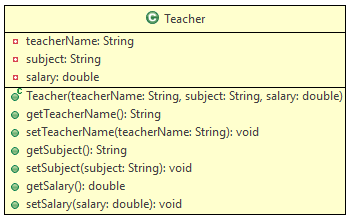 C Teacher
teacherName: String
subject: String
salary: double
C Teacher(teacherName: String, subject: String, salary: double)
getTeacherName(): String
setTeacherName(teacherName: String): void
getSubject(): String
setSubject(subject: String): void
getSalary(): double
setSalary(salary: double): void